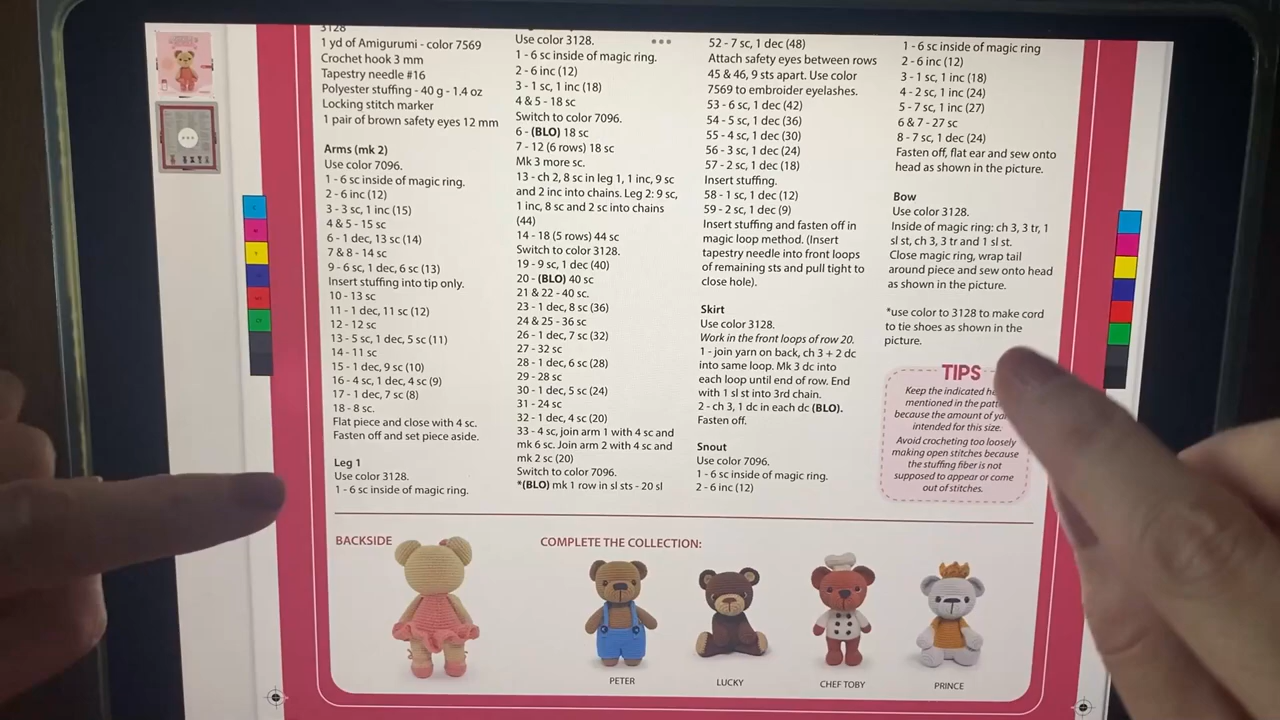 3128
1 yd of Amigurumi - color 7569
Crochet hook 3 mm
Tapestry needle #16
Polyester stuffing - 40 g - 1.4 oz
Locking stitch marker
1 pair of brown safety eyes 12 mm
Arms (mk 2)
Use color 7096.
1 - 6 sc inside of magic ring.
2 - 6 inc (12)
3 - 3 sc, 1 inc (15)
4 & 5 - 15 sc
6 - 1 dec, 13 sc (14)
7 & 8 - 14 sc
9 - 6 sc, 1 dec, 6 sc (13)
Insert stuffing into tip only.
10 - 13 sc
11 - 1 dec, 11 sc (12)
12 - 12 sc
13 - 5 sc, 1 dec, 5 sc (11)
14 - 11 sc
15 - 1 dec, 9 sc (10)
16 - 4 sc, 1 dec, 4 sc (9)
17 - 1 dec, 7 sc (8)
18 - 8 sc.
Flat piece and close with 4 sc.
Fasten off and set piece aside.
Leg 1
Use color 3128.
1 - 6 sc inside of magic ring.
Use color 3128.
1 - 6 sc inside of magic ring.
2 - 6 inc (12)
3 - 1 sc, 1 inc (18)
4 & 5 - 18 sc
Switch to color 7096.
6 - (BLO) 18 sc
7 - 12 (6 rows) 18 sc
Mk 3 more sc.
13 - ch 2, 8 sc in leg 1, 1 inc, 9 sc
and 2 inc into chains. Leg 2: 9 sc,
1 inc, 8 sc and 2 sc into chains
(44)
14 - 18 (5 rows) 44 sc
Switch to color 3128.
19 - 9 sc, 1 dec (40)
20 - (BLO) 40 sc
21 & 22 - 40 sc.
23 - 1 dec, 8 sc (36)
24 & 25 - 36 sc
26 - 1 dec, 7 sc (32)
27 - 32 sc
28 - 1 dec, 6 sc (28)
29 - 28 sc
30 - 1 dec, 5 sc (24)
31 - 24 sc
32 - 1 dec, 4 sc (20)
33 - 4 sc, join arm 1 with 4 sc and
mk 6 sc. Join arm 2 with 4 sc and
mk 2 sc (20)
Switch to color 7096.
*(BLO) mk 1 row in sl sts - 20 sl
52 - 7 sc, 1 dec (48)
Attach safety eyes between rows
45 & 46, 9 sts apart. Use color
7569 to embroider eyelashes.
53 - 6 sc, 1 dec (42)
54 - 5 sc, 1 dec (36)
55 - 4 sc, 1 dec (30)
56 - 3 sc, 1 dec (24)
57 - 2 sc, 1 dec (18)
Insert stuffing.
58 - 1 sc, 1 dec (12)
59 - 2 sc, 1 dec (9)
Insert stuffing and fasten off in
magic loop method. (Insert
tapestry needle into front loops
of remaining sts and pull tight to
close hole).
Skirt
Use color 3128.
Work in the front loops of row 20.
1 - join yarn on back, ch 3 + 2 dc
into same loop. Mk 3 dc into
each loop until end of row. End
with 1 sl st into 3rd chain.
2 - ch 3, 1 dc in each dc (BLO).
Fasten off.
Snout
Use color 7096.
1 - 6 sc inside of magic ring.
2 - 6 inc (12)
1 - 6 sc inside of magic ring
2 - 6 inc (12)
3 - 1 sc, 1 inc (18)
4 - 2 sc, 1 inc (24)
5 - 7 sc, 1 inc (27)
6 & 7 - 27 sc
8 - 7 sc, 1 dec (24)
Fasten off, flat ear and sew onto
head as shown in the picture.
Bow
Use color 3128.
Inside of magic ring: ch 3, 3 tr, 1
sl st, ch 3, 3 tr and 1 sl st.
Close magic ring, wrap tail
around piece and sew onto head
as shown in the picture.
*use color to 3128 to make cord
to tie shoes as shown in the
picture.
TIPS
Keep the indicated
mentioned in the
because the amount of
intended for this size.
Avoid crocheting too loosely
making open stitches because
the stuffing fiber is not
supposed to appear or come
out of stitches.
BACKSIDE
COMPLETE THE COLLECTION:
PETER
LUCKY
CHEF TOBY
PRINCE